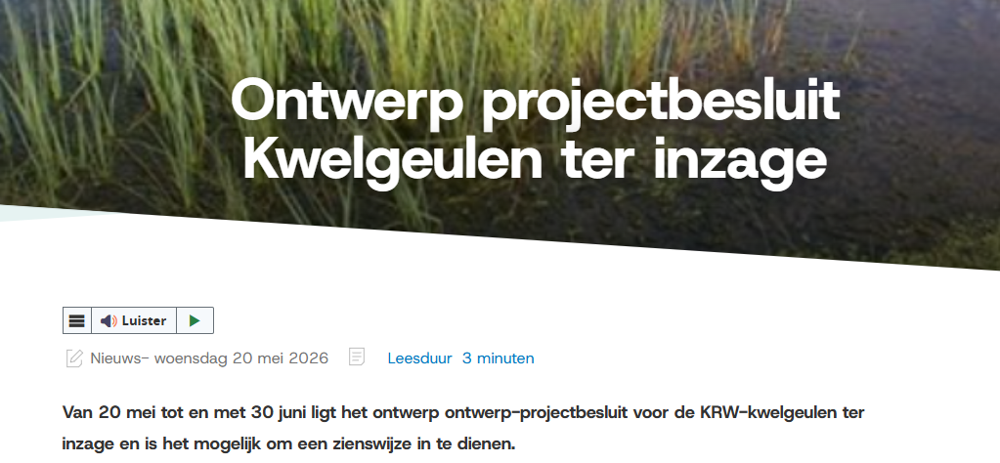 Ontwerp projectbesluit
Kwelgeulen ter inzage
Luister
Nieuws- woensdag 20 mei 2026 Leesduur 3 minuten
Van 20 mei tot en met 30 juni ligt het ontwerp ontwerp-projectbesluit voor de KRW-kwelgeulen ter
inzage en is het mogelijk om een zienswijze in te dienen.